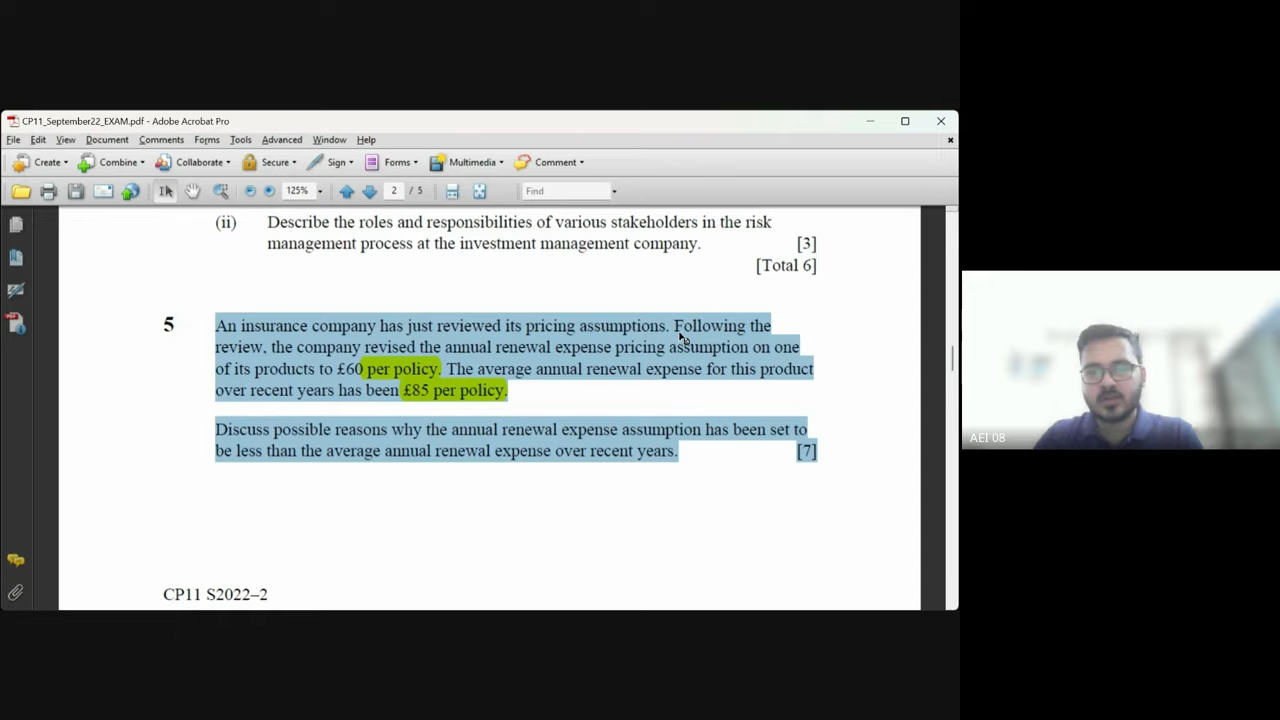 CP11_September22_EXAM.pdf - Adobe Acrobat Pro
File Edit View Document Comments Forms Tools Advanced Window Help
Create Combine Collaborate Secure Sign Forms Multimedia Comment
125% 2 / 5 Find
(ii) Describe the roles and responsibilities of various stakeholders in the risk
management process at the investment management company. [3]
[Total 6]
5 An insurance company has just reviewed its pricing assumptions. Following the
review, the company revised the annual renewal expense pricing assumption on one
of its products to £60 per policy. The average annual renewal expense for this product
over recent years has been £85 per policy.
Discuss possible reasons why the annual renewal expense assumption has been set to
be less than the average annual renewal expense over recent years. [7]
CP11 S2022–2
AEI 08